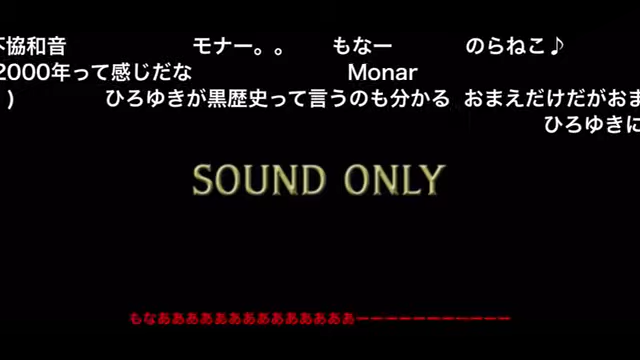 不協和音 モナー。。 もなー のらねこ♪
2000年って感じだな Monar
) ひろゆきが黒歴史って言うのも分かる おまえだけだがおま
ひろゆきに
SOUND ONLY
もなああああああああああああああーーーーーーーーーーー